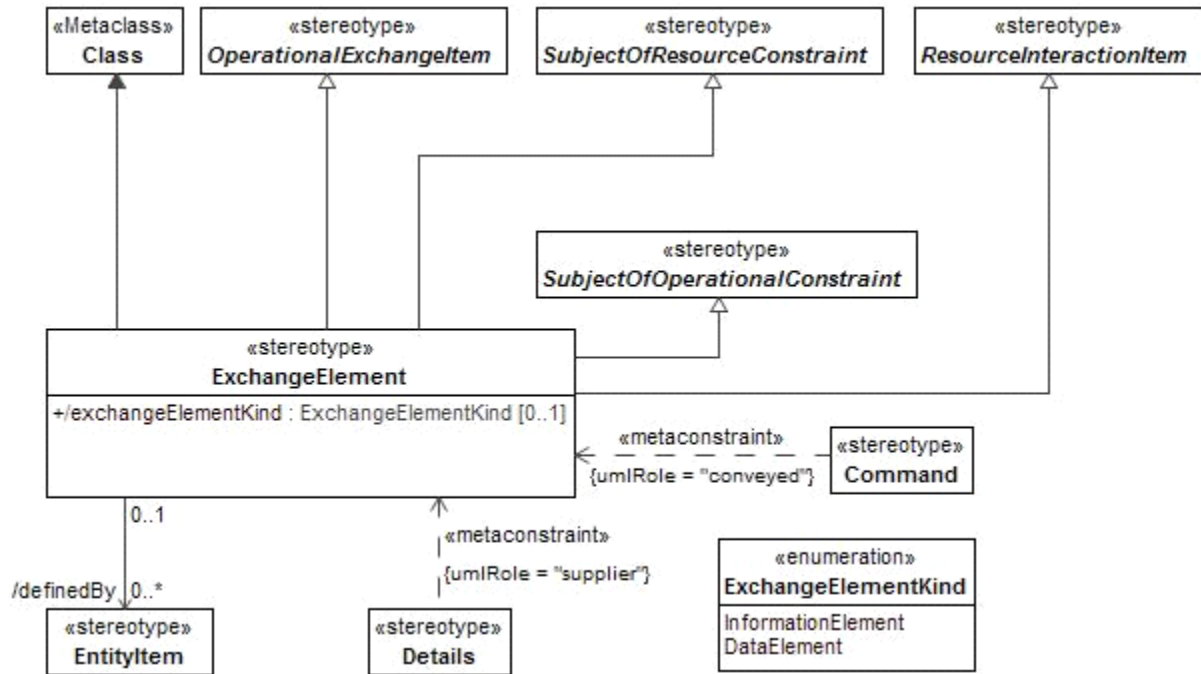 «Metaclass»
Class
«stereotype»
OperationalExchangeItem
«stereotype»
SubjectOfResourceConstraint
«stereotype»
ResourceInteractionItem
«stereotype»
SubjectOfOperationalConstraint
«stereotype»
ExchangeElement
+/exchangeElementKind : ExchangeElementKind [0..1]
«metaconstraint»
{umlRole = "conveyed"}
«stereotype»
Command
0..1
/definedBy
0..*
«metaconstraint»
{umlRole = "supplier"}
«stereotype»
EntityItem
«stereotype»
Details
«enumeration»
ExchangeElementKind
InformationElement
DataElement